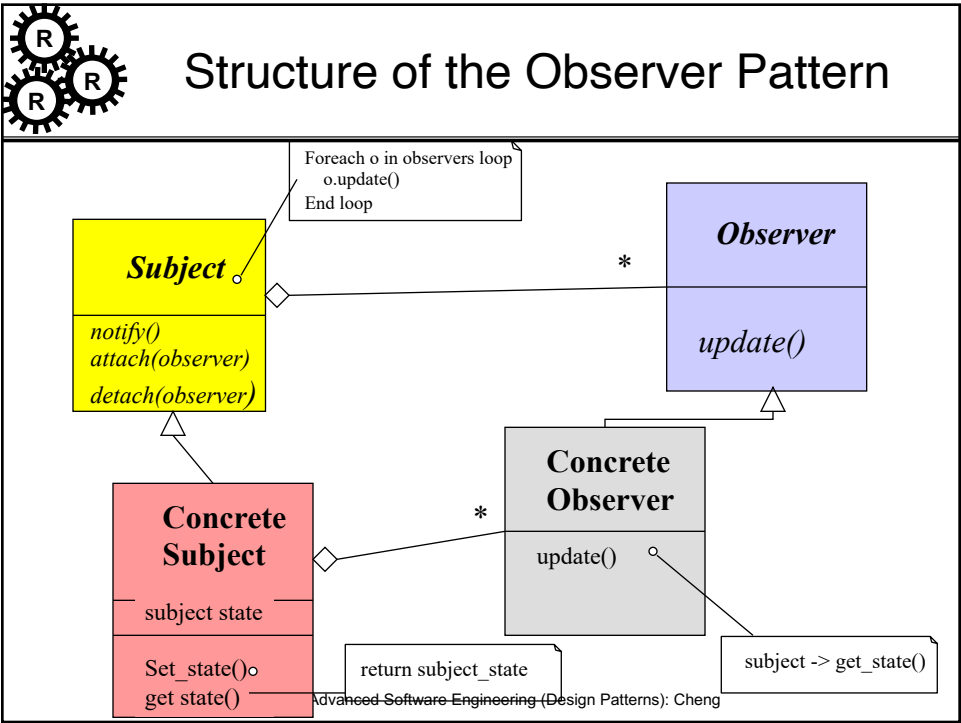 R
R
R
Structure of the Observer Pattern
Foreach o in observers loop
o.update()
End loop
Subject
notify()
attach(observer)
detach(observer)
*
Observer
update()
Concrete
Subject
subject state
Set_state()
get state()
return subject_state
*
Concrete
Observer
update()
subject -> get_state()
Advanced Software Engineering (Design Patterns): Cheng